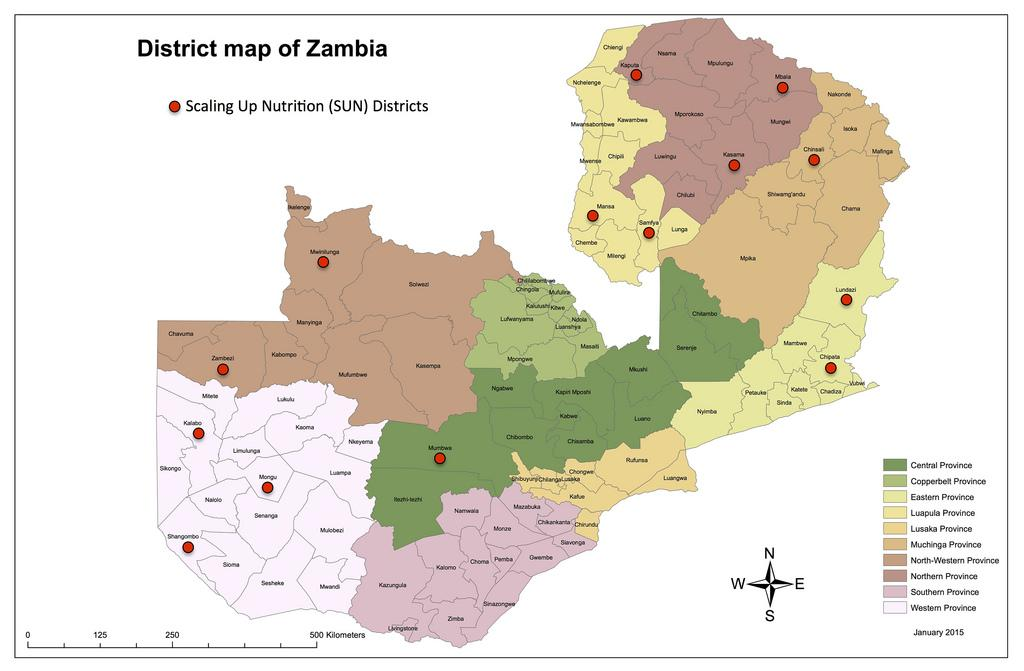 District map of Zambia
Scaling Up Nutrition (SUN) Districts
Chiengi
Nsama
Kaputa
Mpulungu
Mbala
Nchelenge
Nakonde
Mwansabombwe
Kawambwa
Mporokoso
Mungwi
Isoka
Mafinga
Mwense
Chipili
Luwingu
Kasama
Chinsali
Chilubi
Shiwamg'andu
Ikelenge
Mansa
Samfya
Lunga
Chama
Chembe
Milengi
Mpika
Mwinilunga
Solwezi
Chililabombwe
Chingola
Mufulira
Lundazi
Kalulushi
Kitwe
Lufwanyama
Ndola
Luanshya
Chitambo
Manyinga
Chavuma
Masaiti
Serenje
Mambwe
Zambezi
Kabompo
Mpongwe
Chipata
Kasempa
Mufumbwe
Mkushi
Vubwi
Mitete
Lukulu
Ngabwe
Kapiri Mposhi
Petauke
Katete
Chadiza
Sinda
Nyimba
Kalabo
Kaoma
Kabwe
Luano
Nkeyema
Chibombo
Chisamba
Limulunga
Mumbwa
Sikongo
Luampa
Rufunsa
Mongu
Chongwe
Shibuyunji
Chilanga
Lusaka
Luangwa
Nalolo
Itezhi-tezhi
Kafue
Senanga
Namwala
Mazabuka
Chikankanta
Chirundu
Mulobezi
Monze
Shangombo
Siavonga
Sioma
Choma
Pemba
Gwembe
Kalomo
Sesheke
Mwandi
Kazungula
Sinazongwe
Zimba
Livingstone
Central Province
Copperbelt Province
Eastern Province
Luapula Province
Lusaka Province
Muchinga Province
North-Western Province
Northern Province
Southern Province
Western Province
N
W
E
S
January 2015
0 125 250 500 Kilometers